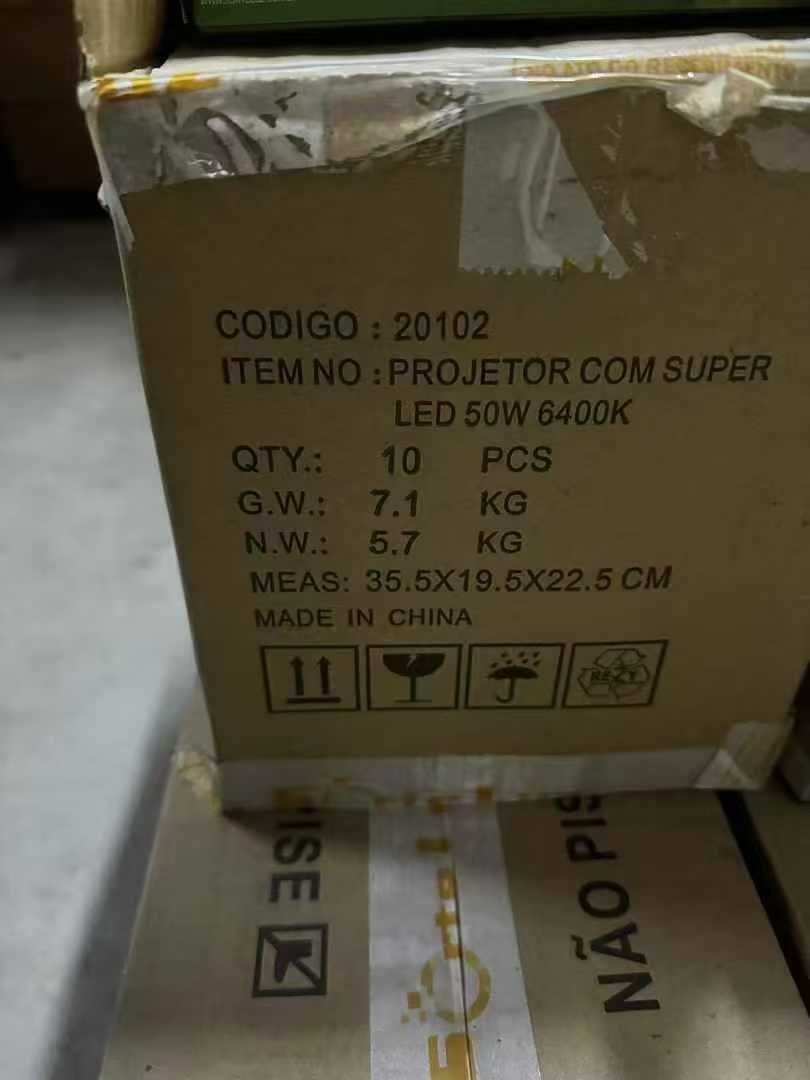 CODIGO : 20102
ITEM NO : PROJETOR COM SUPER
LED 50W 6400K
QTY.: 10 PCS
G.W.: 7.1 KG
N.W.: 5.7 KG
MEAS: 35.5X19.5X22.5 CM
MADE IN CHINA
REZY
ISE
NÃO PIS